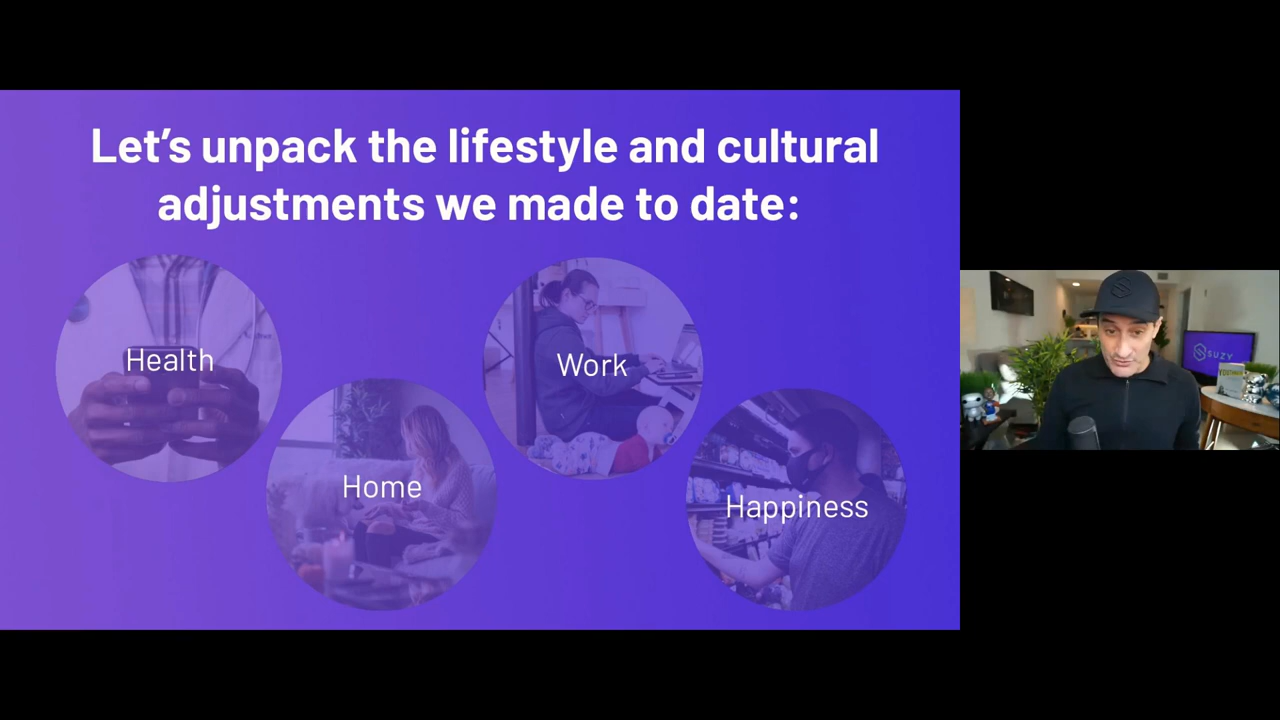 Let's unpack the lifestyle and cultural
adjustments we made to date:
Health
Work
Home
Happiness
SUZY